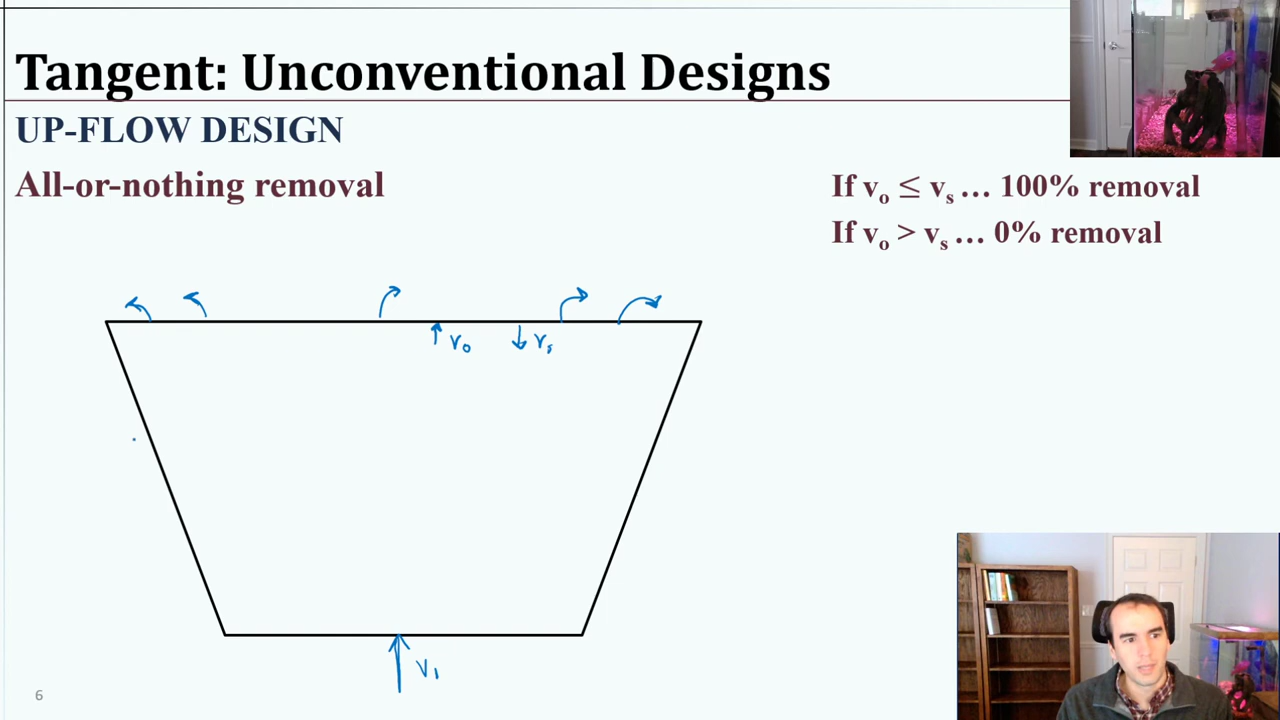 Tangent: Unconventional Designs
UP-FLOW DESIGN
All-or-nothing removal
If vo ≤ vs … 100% removal
If vo > vs … 0% removal
vo vs
v1
6